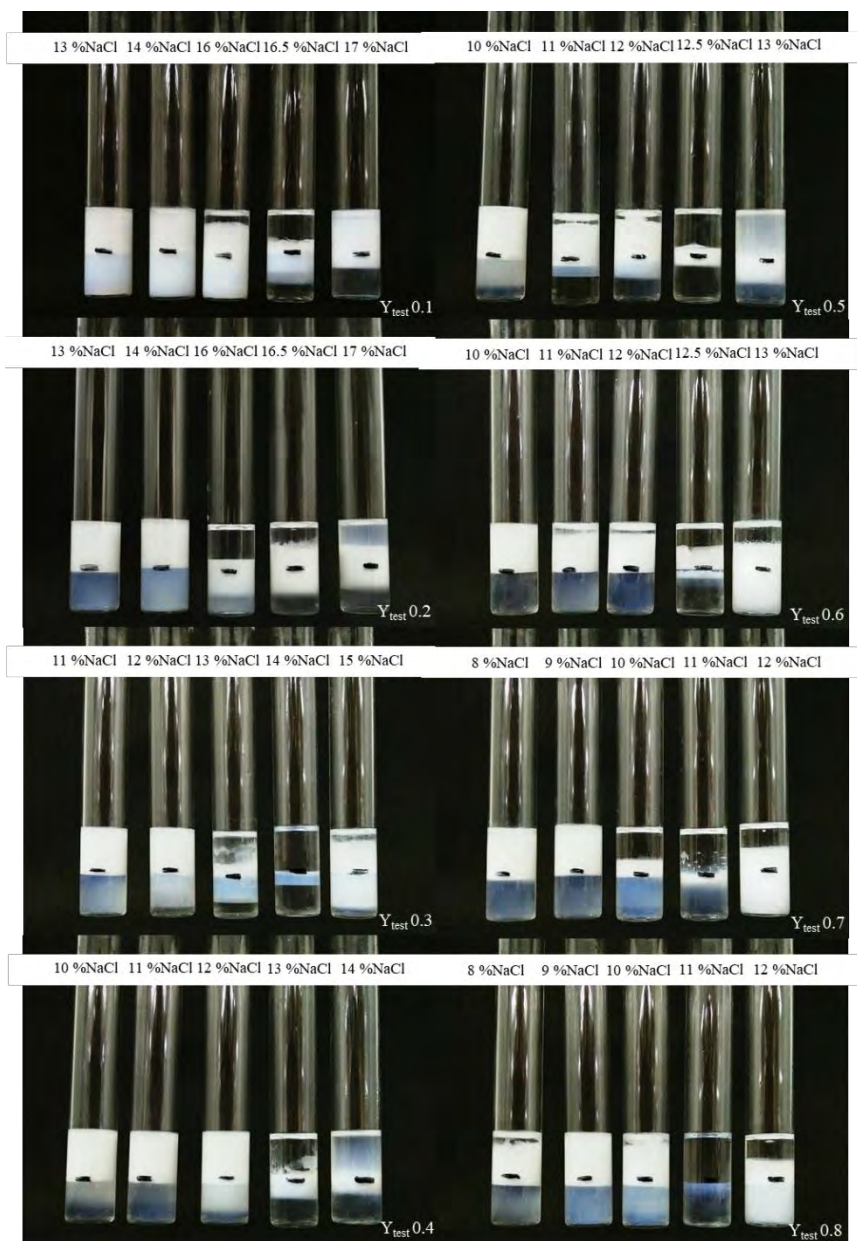 13 %NaCl 14 %NaCl 16 %NaCl 16.5 %NaCl 17 %NaCl
Ytest 0.1
10 %NaCl 11 %NaCl 12 %NaCl 12.5 %NaCl 13 %NaCl
Ytest 0.5
13 %NaCl 14 %NaCl 16 %NaCl 16.5 %NaCl 17 %NaCl
Ytest 0.2
10 %NaCl 11 %NaCl 12 %NaCl 12.5 %NaCl 13 %NaCl
Ytest 0.6
11 %NaCl 12 %NaCl 13 %NaCl 14 %NaCl 15 %NaCl
Ytest 0.3
8 %NaCl 9 %NaCl 10 %NaCl 11 %NaCl 12 %NaCl
Ytest 0.7
10 %NaCl 11 %NaCl 12 %NaCl 13 %NaCl 14 %NaCl
Ytest 0.4
8 %NaCl 9 %NaCl 10 %NaCl 11 %NaCl 12 %NaCl
Ytest 0.8